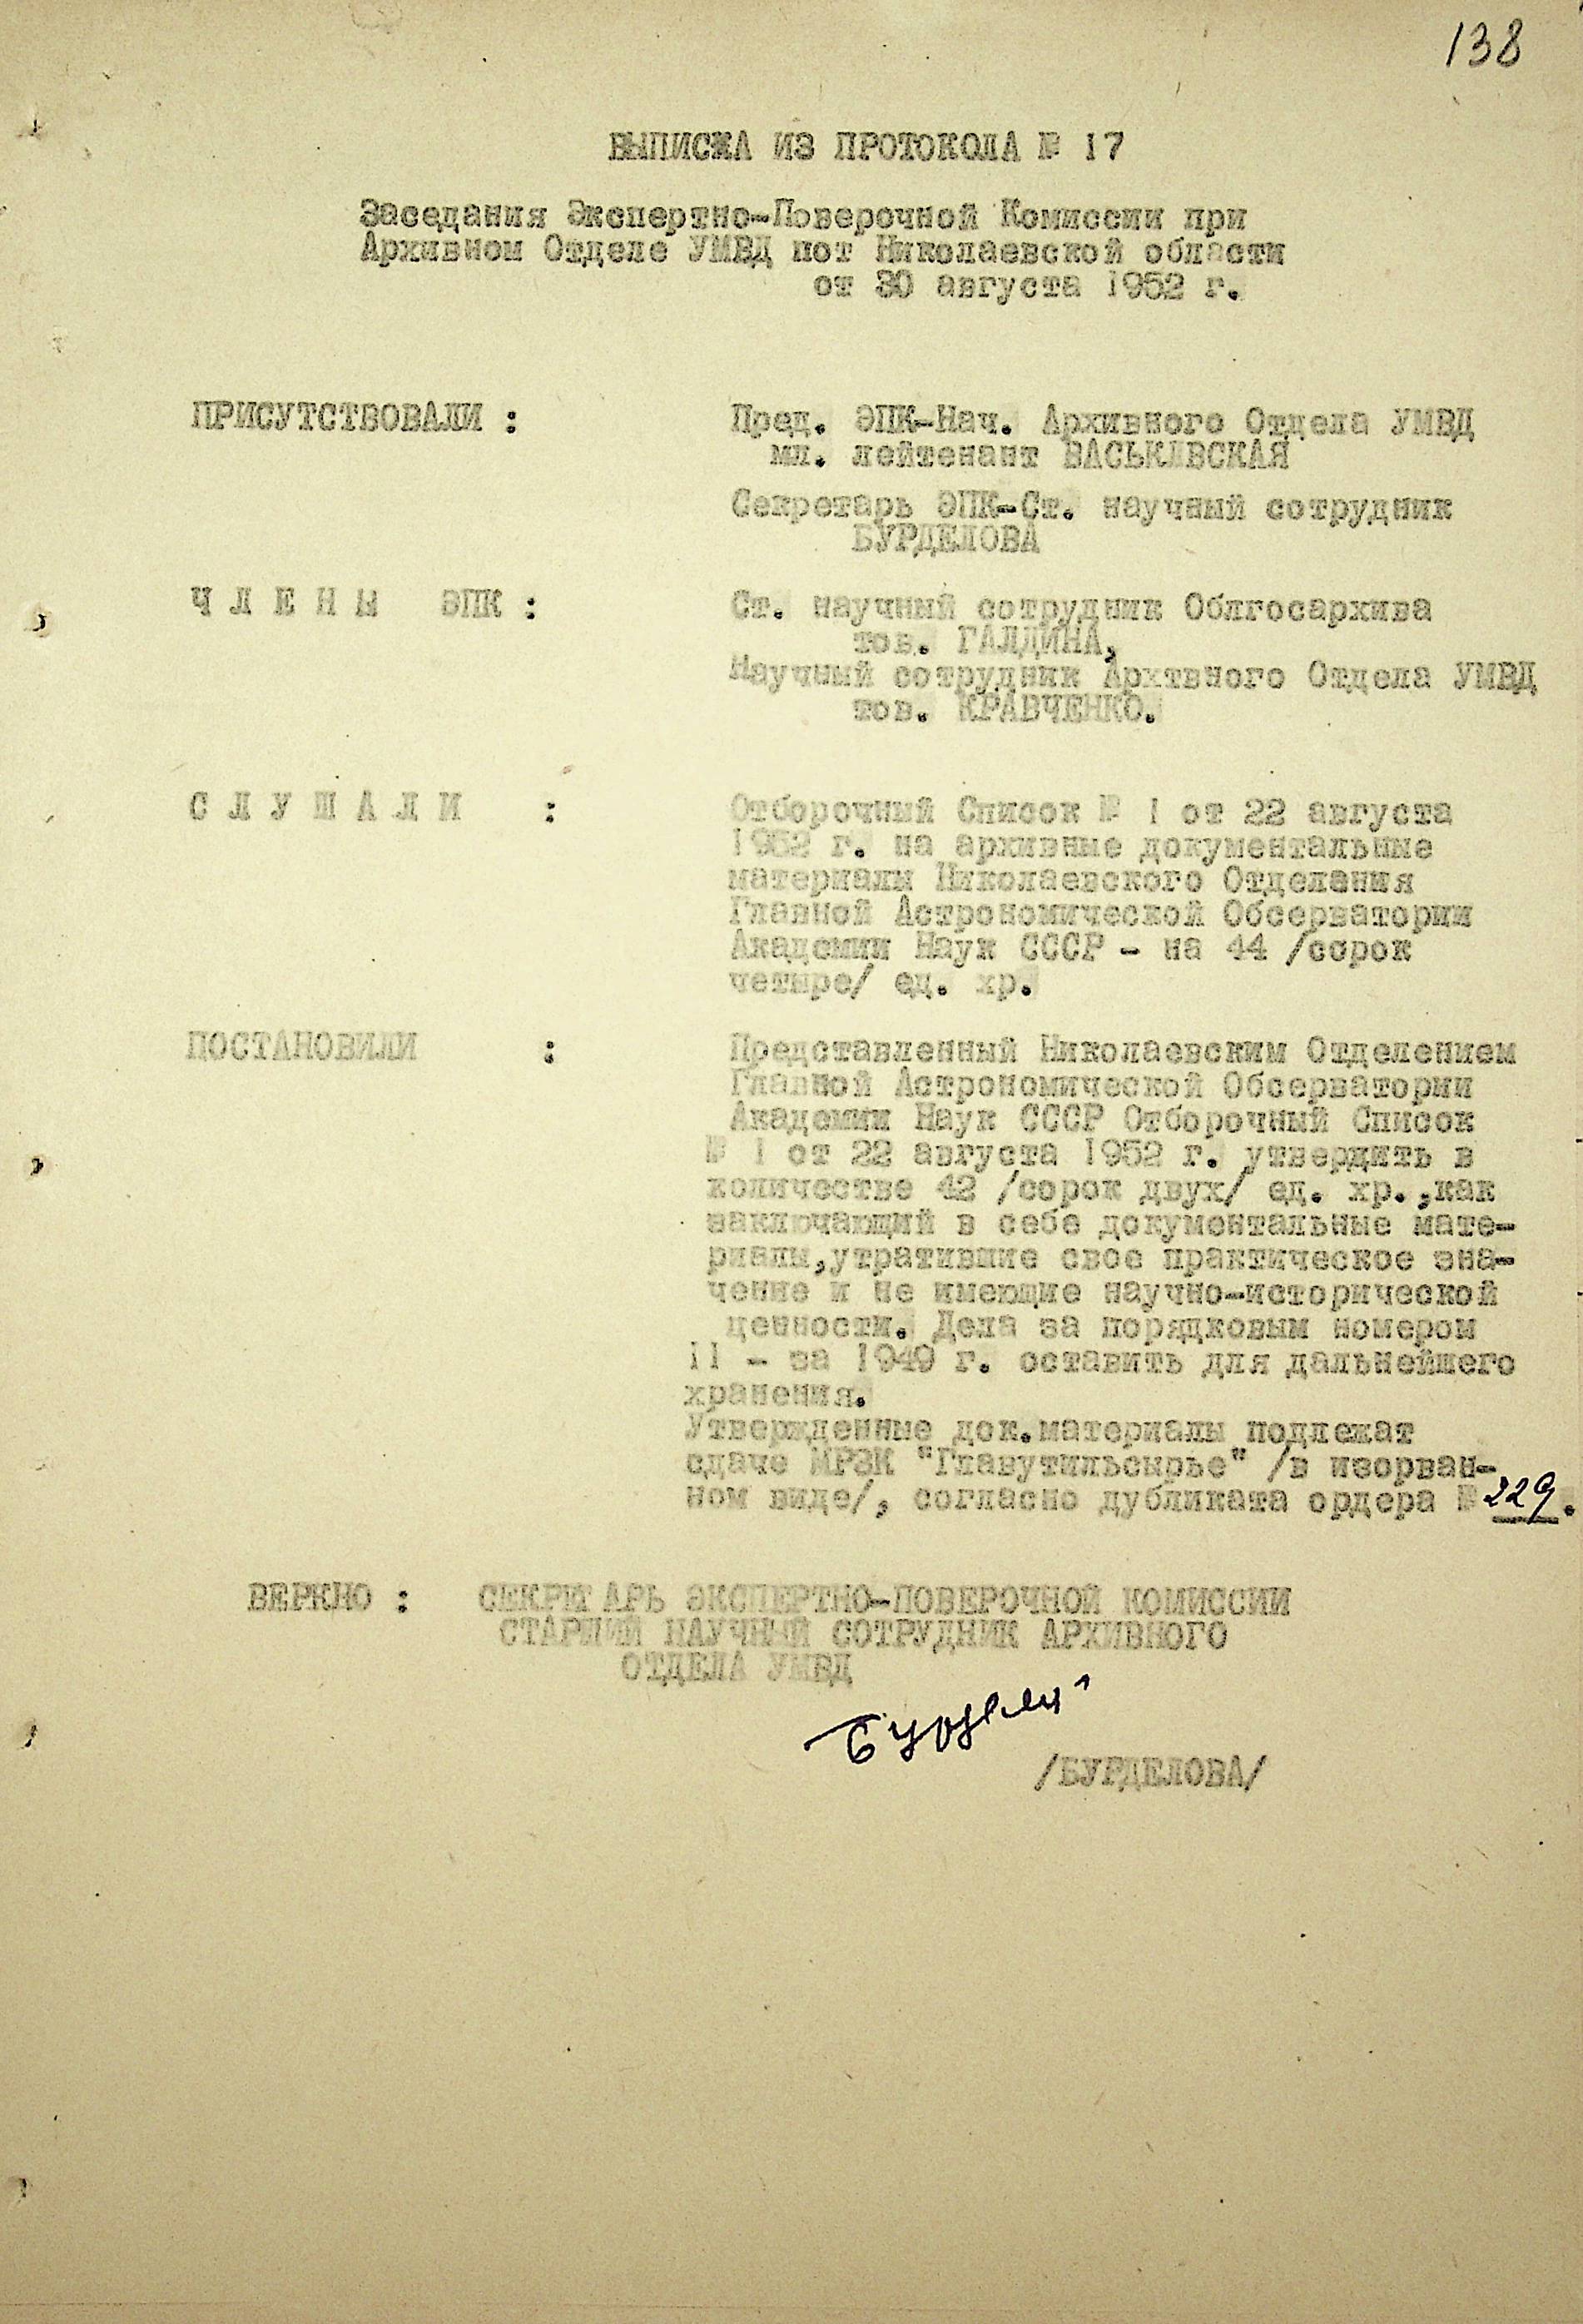 138
ВЫПИСКА ИЗ ПРОТОКОЛА № 17
Заседания Экспертно-Поверочной Комиссии при
Архивном Отделе УМВД пот Николаевской области
от 30 августа 1952 г.
ПРИСУТСТВОВАЛИ :
Пред. ЭПК-Нач. Архивного Отдела УМВД
мл. лейтенант ВАСЬКЛВСКАЯ
Секретарь ЭПК-Ст. научный сотрудник
БУРДЕЛОВА
Ч Л Е Н Ы ЭПК :
Ст. научный сотрудник Облгосархива
тов. ГАЛДИНА,
Научный сотрудник Архтвного Отдела УМВД
тов. КРАВЧЕНКО.
С Л У Ш А Л И :
Отборочный Список № 1 от 22 августа
1952 г. на архивные документальные
материалы Николаевского Отделения
Главной Астрономической Обсерватории
Академии Наук СССР - на 44 /сорок
четыре/ ед. хр.
ПОСТАНОВИЛИ :
Представленный Николаевским Отделением
Главной Астрономической Обсерватории
Академии Наук СССР Отборочный Список
№ 1 от 22 августа 1952 г. утвердить в
количестве 42 /сорок двух/ ед. хр.,как
заключающий в себе документальные мате-
риалы,утратившие свое практическое зна-
чение и не имеющие научно-исторической
ценности. Дела за порядковым номером
11 - за 1949 г. оставить для дальнейшего
хранения.
Утвержденные док.материалы подлежат
сдаче МРЗК "Главутильсырье" /в изорван-
ном виде/, согласно дубликата ордера № 229.
ВЕРКНО : СЕКРЕТАРЬ ЭКСПЕРТНО-ПОВЕРОЧНОЙ КОМИССИИ
СТАРШИЙ НАУЧНЫЙ СОТРУДНИК АРХИВНОГО
ОТДЕЛА УМВД
/БУРДЕЛОВА/